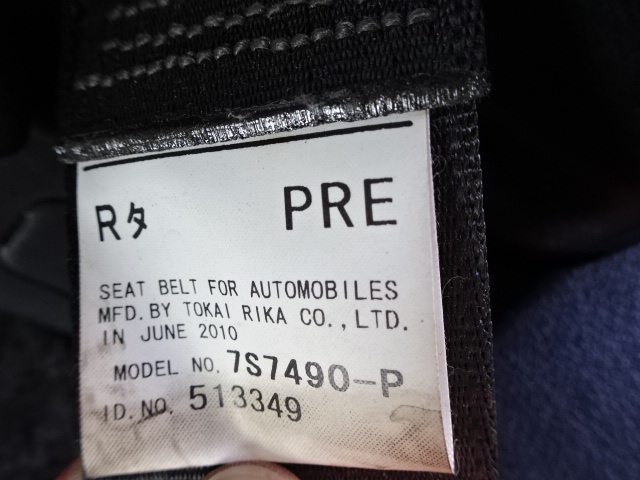 Rタ PRE
SEAT BELT FOR AUTOMOBILES
MFD. BY TOKAI RIKA CO., LTD.
IN JUNE 2010
MODEL NO. 7S7490-P
ID. NO. 513349